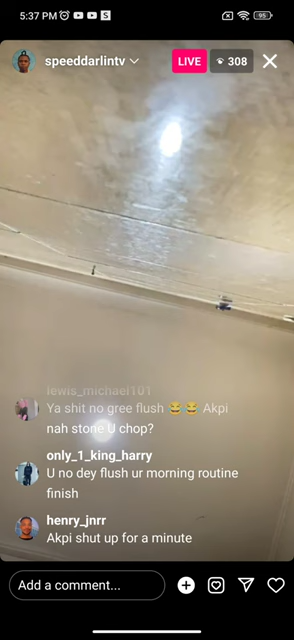 5:37 PM
95
speeddarlintv
LIVE
308
lewis_michael101
Ya shit no gree flush 😂😂 Akpi
nah stone U chop?
only_1_king_harry
U no dey flush ur morning routine
finish
henry_jnrr
Akpi shut up for a minute
Add a comment...